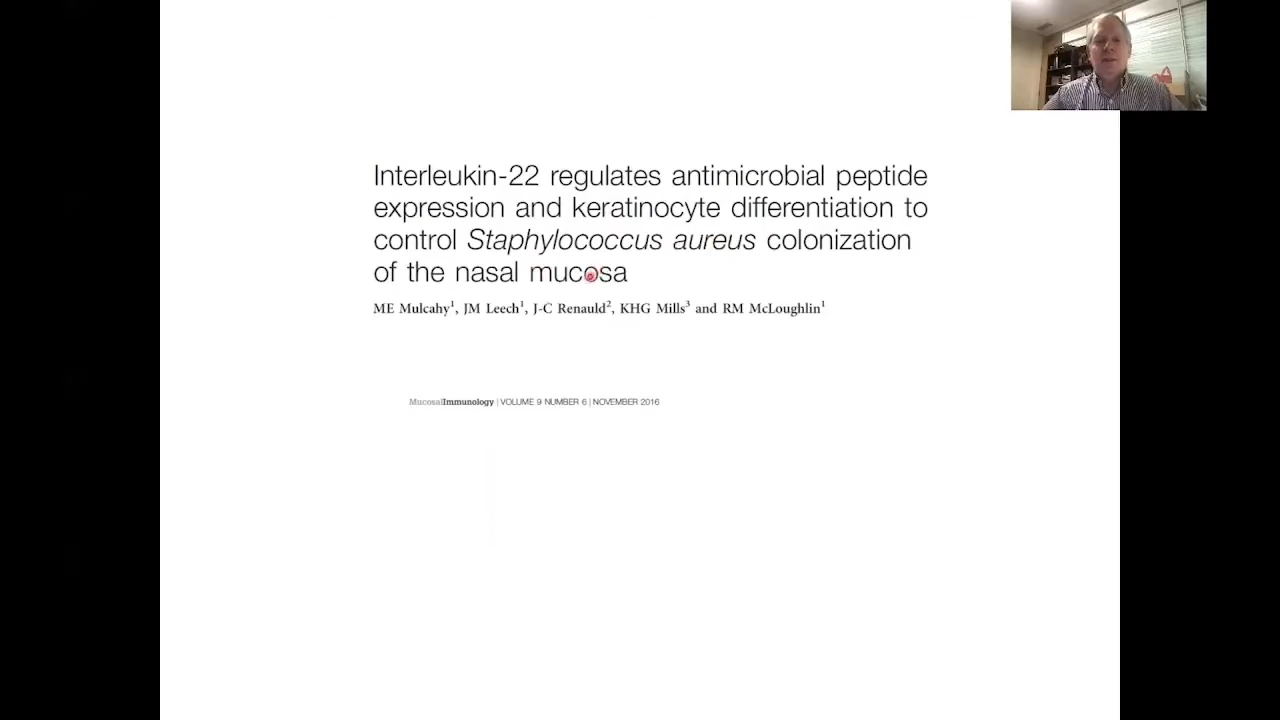 Interleukin-22 regulates antimicrobial peptide
expression and keratinocyte differentiation to
control Staphylococcus aureus colonization
of the nasal mucosa
ME Mulcahy1, JM Leech1, J-C Renauld2, KHG Mills3 and RM McLoughlin1
MucosalImmunology | VOLUME 9 NUMBER 6 | NOVEMBER 2016